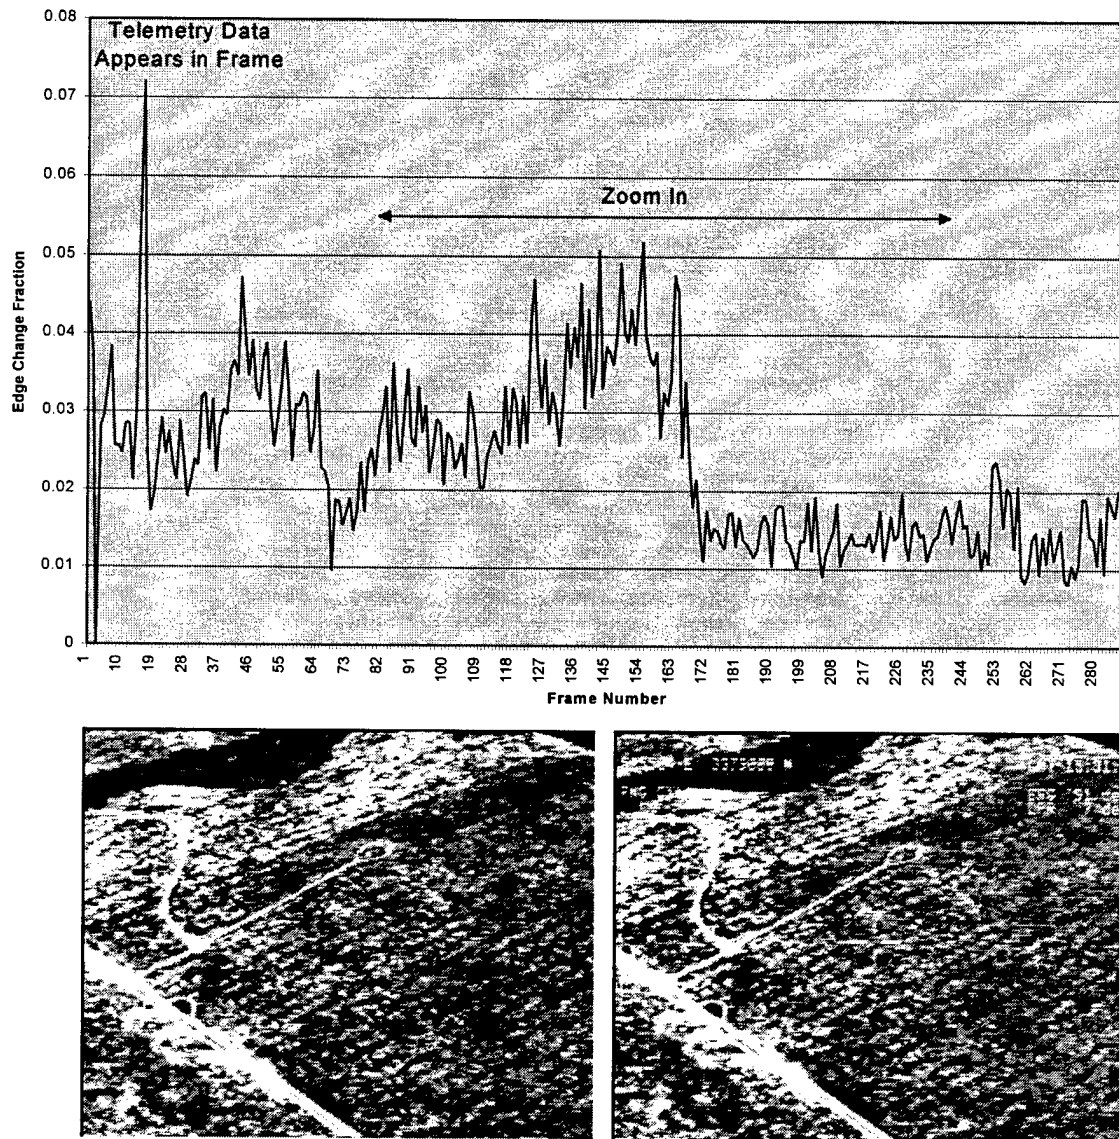 Telemetry Data
Appears in Frame
Zoom In
Edge Change Fraction
0.08
0.07
0.06
0.05
0.04
0.03
0.02
0.01
0
1 10 19 28 37 46 55 64 73 82 91 100 109 118 127 136 145 154 163 172 181 190 199 208 217 226 235 244 253 262 271 280
Frame Number